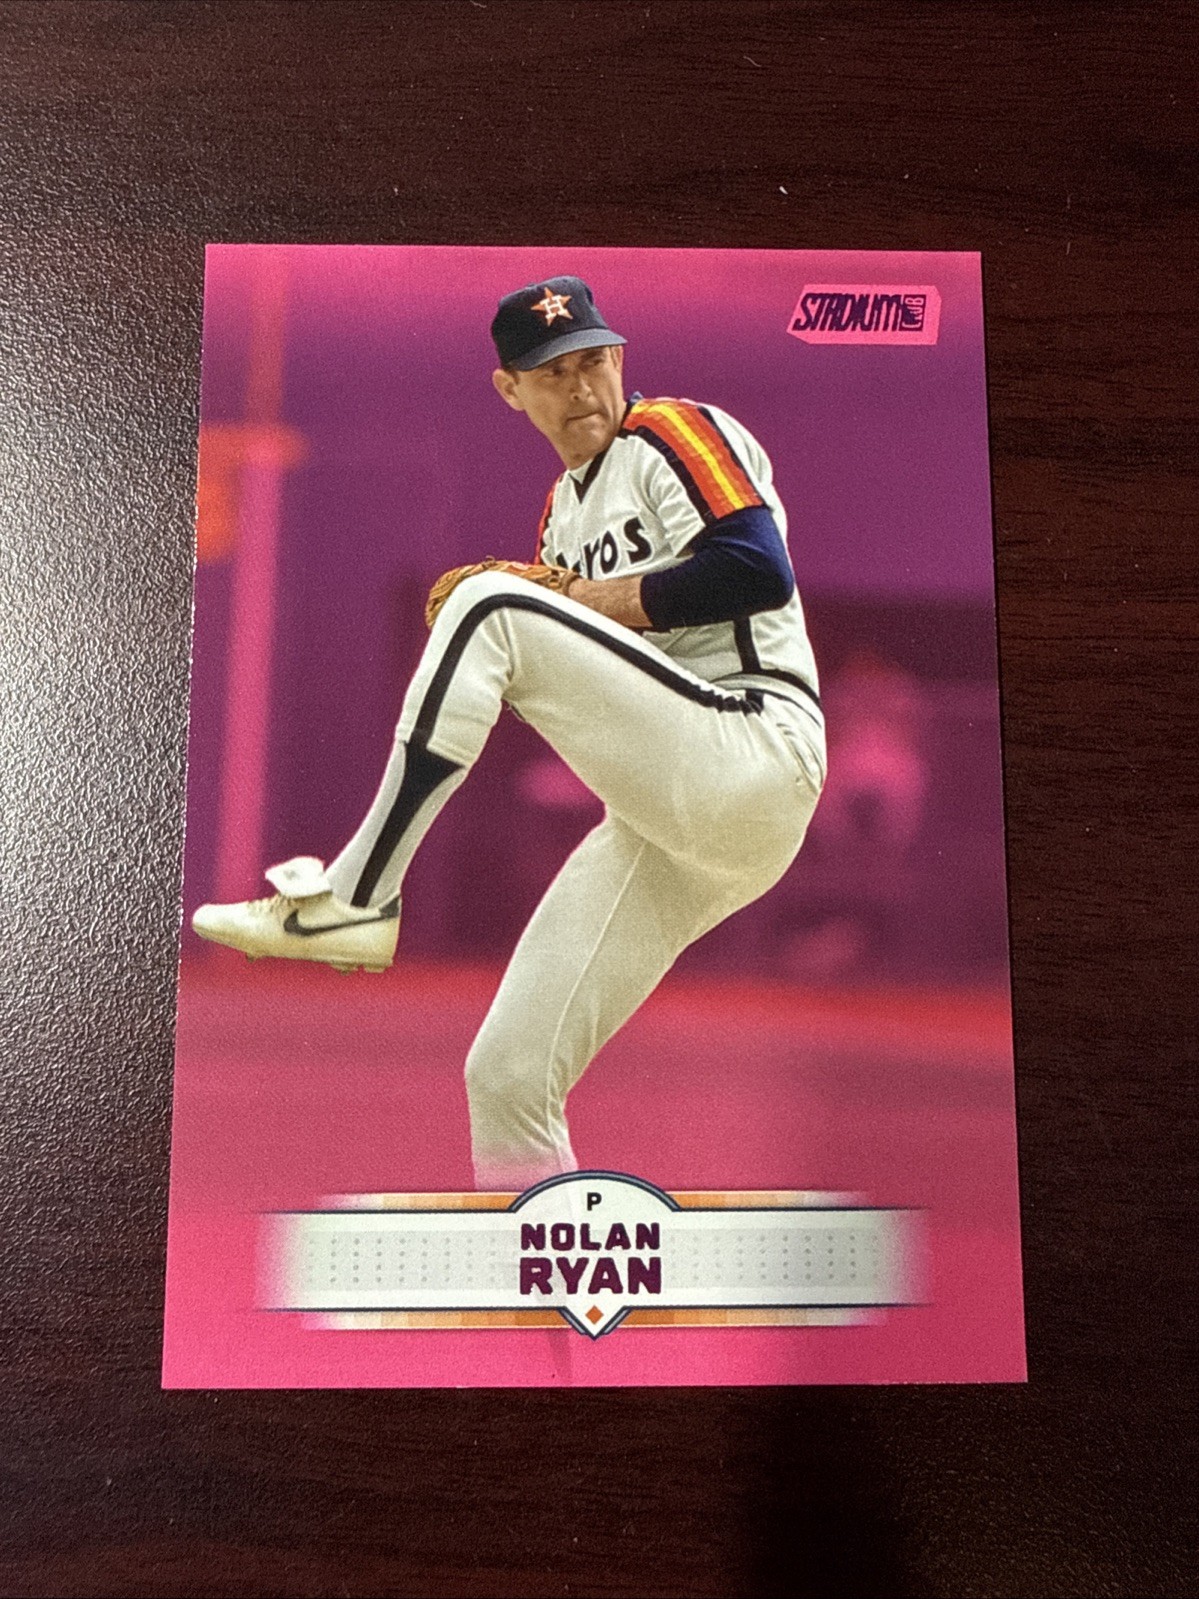 STADIUM CLUB
H
ros
P
NOLAN
RYAN